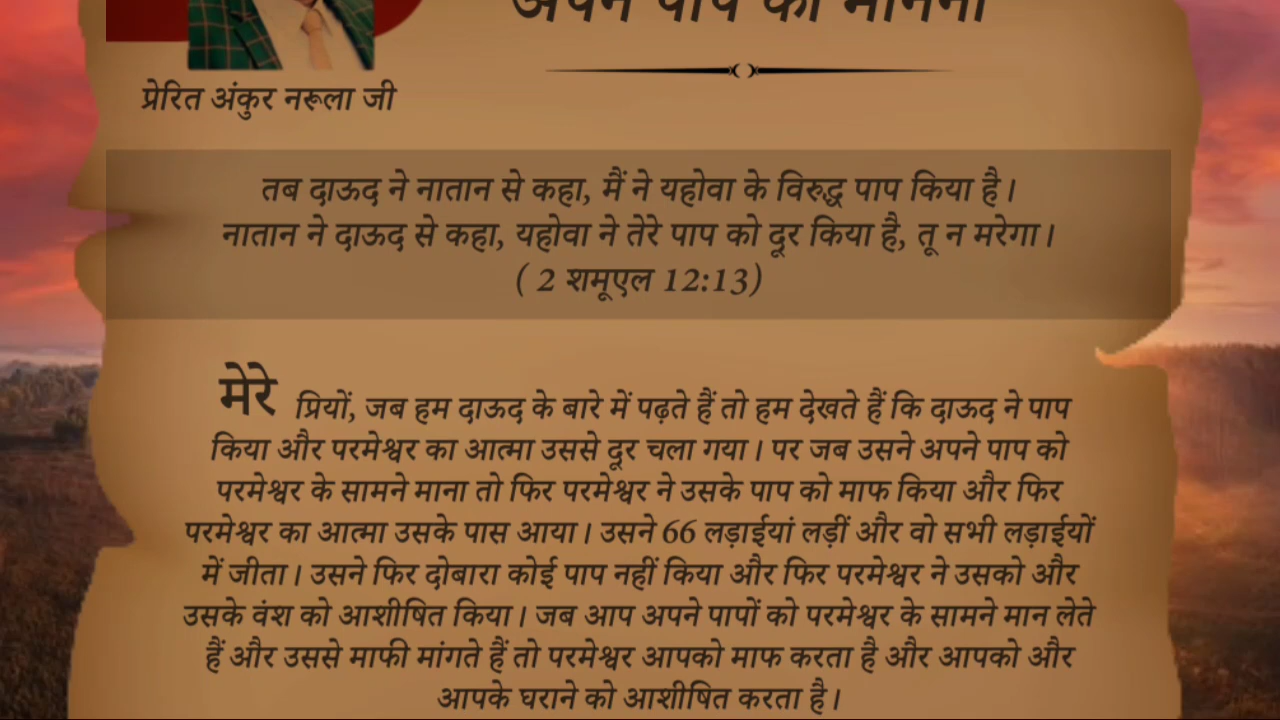 अपने पाप को मानना
प्रेरित अंकुर नरूला जी
तब दाऊद ने नातान से कहा, मैं ने यहोवा के विरुद्ध पाप किया है।
नातान ने दाऊद से कहा, यहोवा ने तेरे पाप को दूर किया है, तू न मरेगा।
( 2 शमूएल 12:13)
मेरे प्रियों, जब हम दाऊद के बारे में पढ़ते हैं तो हम देखते हैं कि दाऊद ने पाप
किया और परमेश्वर का आत्मा उससे दूर चला गया। पर जब उसने अपने पाप को
परमेश्वर के सामने माना तो फिर परमेश्वर ने उसके पाप को माफ किया और फिर
परमेश्वर का आत्मा उसके पास आया। उसने 66 लड़ाईयां लड़ीं और वो सभी लड़ाईयों
में जीता। उसने फिर दोबारा कोई पाप नहीं किया और फिर परमेश्वर ने उसको और
उसके वंश को आशीषित किया। जब आप अपने पापों को परमेश्वर के सामने मान लेते
हैं और उससे माफी मांगते हैं तो परमेश्वर आपको माफ करता है और आपको और
आपके घराने को आशीषित करता है।